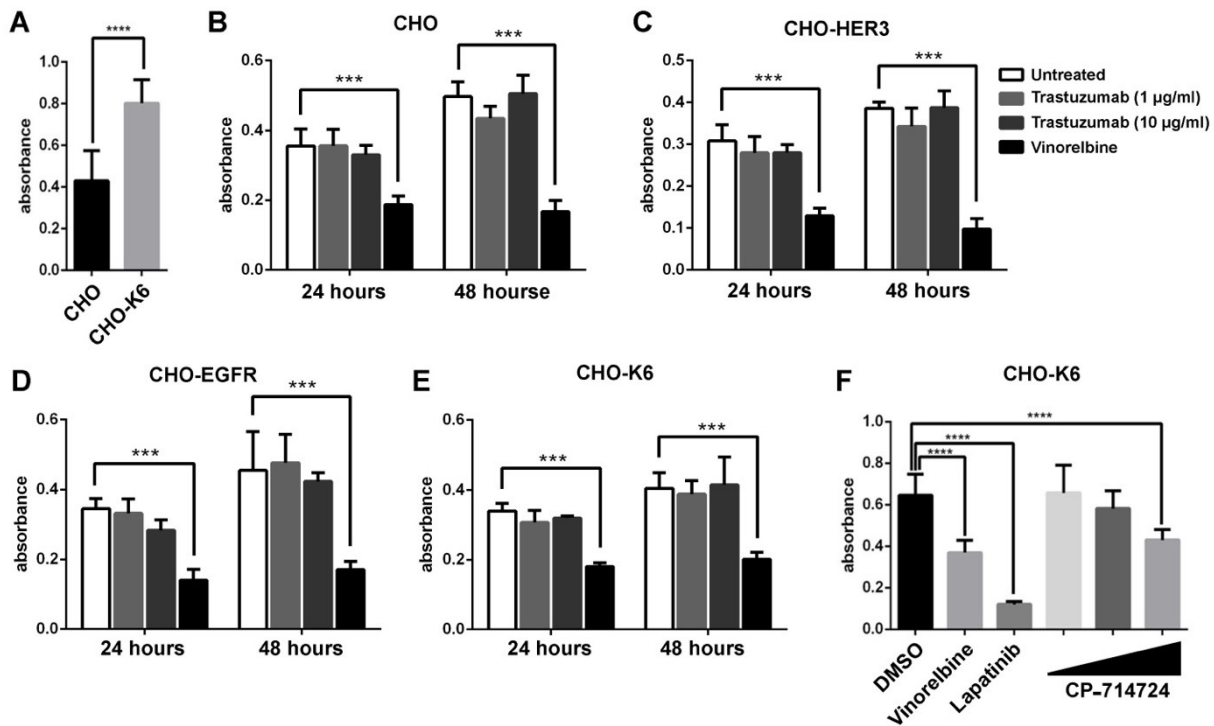 A
****
absorbance
1.0
0.8
0.6
0.4
0.2
0.0
CHO
CHO-K6
B
CHO
absorbance
0.6
0.4
0.2
0.0
***
***
24 hours
48 hourse
C
CHO-HER3
absorbance
0.5
0.4
0.3
0.2
0.1
0.0
***
***
24 hours
48 hours
Untreated
Trastuzumab (1 µg/ml)
Trastuzumab (10 µg/ml)
Vinorelbine
D
CHO-EGFR
absorbance
0.6
0.4
0.2
0.0
***
***
24 hours
48 hours
E
CHO-K6
absorbance
0.6
0.4
0.2
0.0
***
***
24 hours
48 hours
F
CHO-K6
absorbance
1.0
0.8
0.6
0.4
0.2
0.0
****
****
****
DMSO
Vinorelbine
Lapatinib
CP-714724